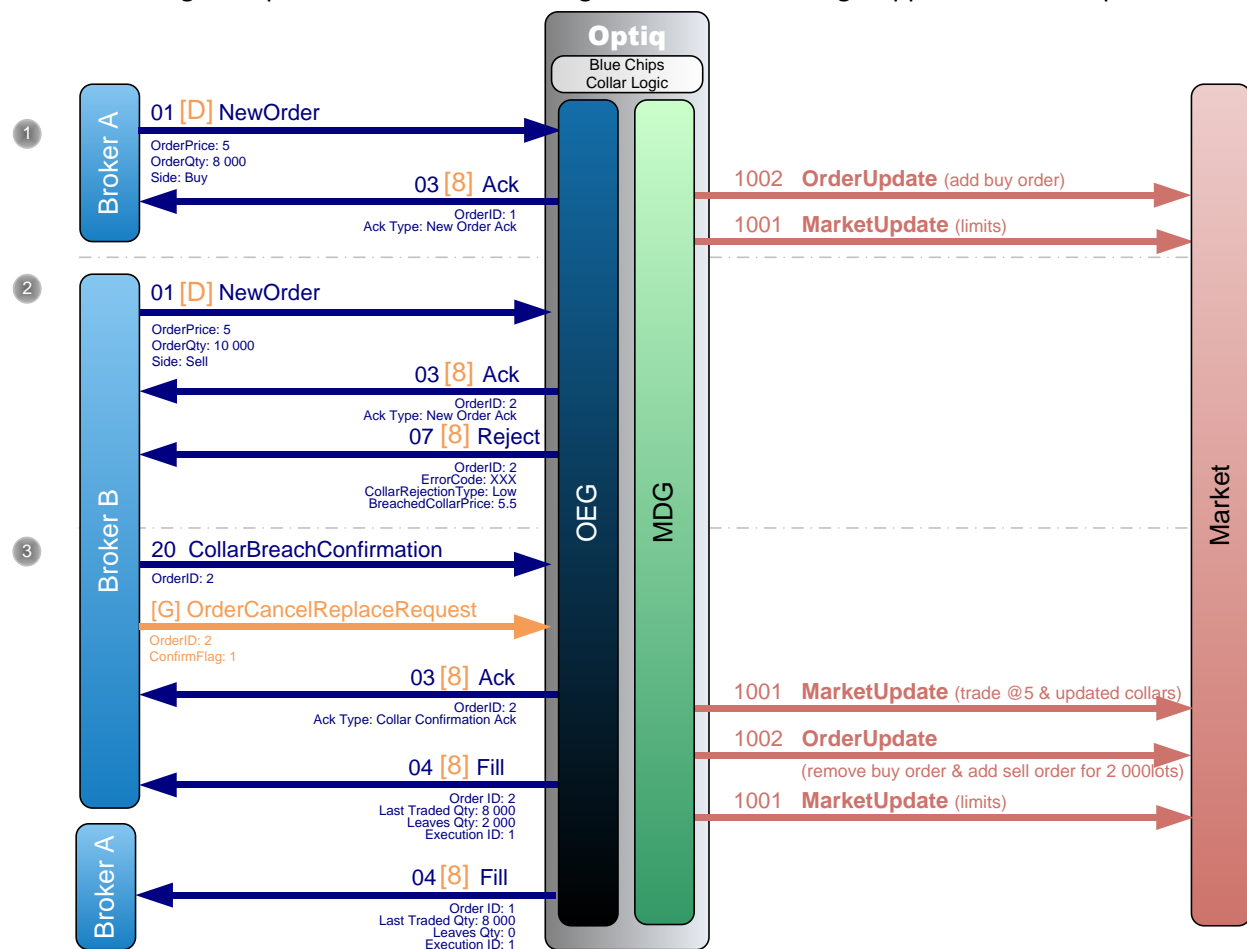 Optiq
Blue Chips
Collar Logic
OEG
MDG
Market
1
Broker A
01 [D] NewOrder
OrderPrice: 5
OrderQty: 8 000
Side: Buy
03 [8] Ack
OrderID: 1
Ack Type: New Order Ack
1002 OrderUpdate (add buy order)
1001 MarketUpdate (limits)
2
Broker B
01 [D] NewOrder
OrderPrice: 5
OrderQty: 10 000
Side: Sell
03 [8] Ack
OrderID: 2
Ack Type: New Order Ack
07 [8] Reject
OrderID: 2
ErrorCode: XXX
CollarRejectionType: Low
BreachedCollarPrice: 5.5
3
20 CollarBreachConfirmation
OrderID: 2
[G] OrderCancelReplaceRequest
OrderID: 2
ConfirmFlag: 1
03 [8] Ack
OrderID: 2
Ack Type: Collar Confirmation Ack
1001 MarketUpdate (trade @5 & updated collars)
1002 OrderUpdate
(remove buy order & add sell order for 2 000lots)
1001 MarketUpdate (limits)
04 [8] Fill
Order ID: 2
Last Traded Qty: 8 000
Leaves Qty: 2 000
Execution ID: 1
Broker A
04 [8] Fill
Order ID: 1
Last Traded Qty: 8 000
Leaves Qty: 0
Execution ID: 1